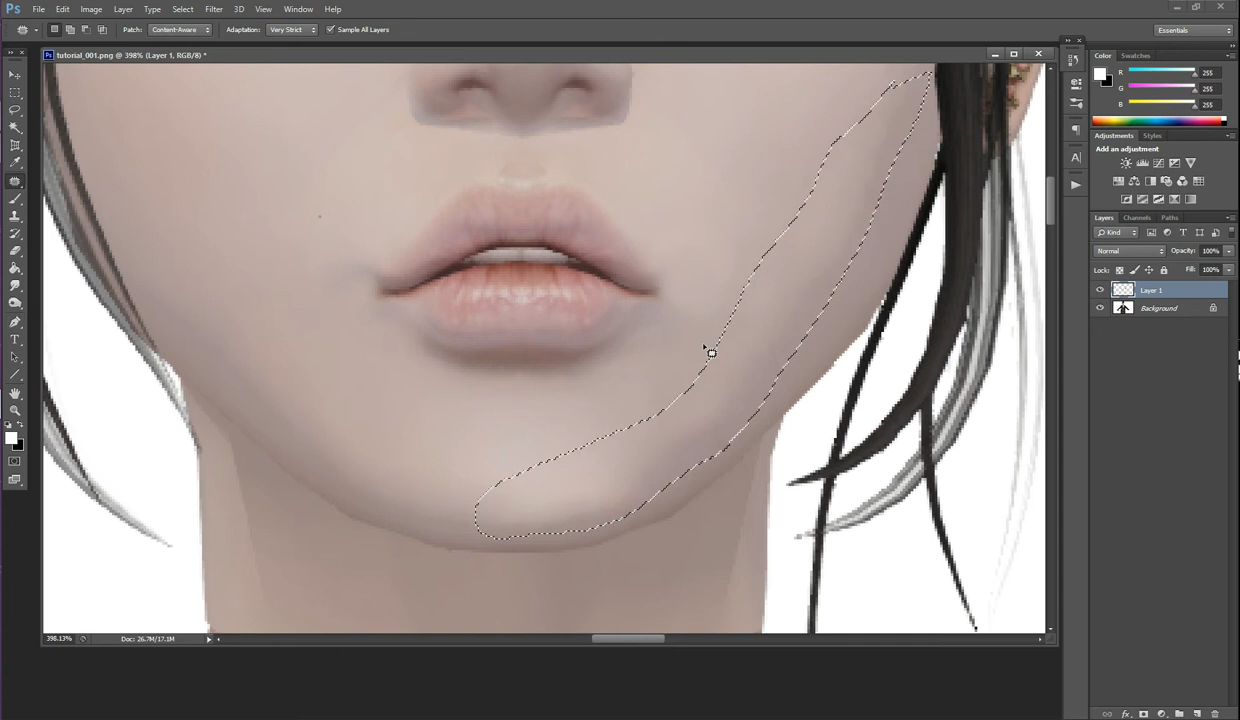 Ps File Edit Image Layer Type Select Filter 3D View Window Help
Patch: Content-Aware Adaptation: Very Strict Sample All Layers Essentials
Ps tutorial_001.png @ 398% (Layer 1, RGB/8) *
Color Swatches
R 255
G 255
B 255
Adjustments Styles
Add an adjustment
Layers Channels Paths
Kind
Normal Opacity: 100%
Lock: Fill: 100%
Layer 1
Background
398.13% Doc: 26.7M/17.1M
fx